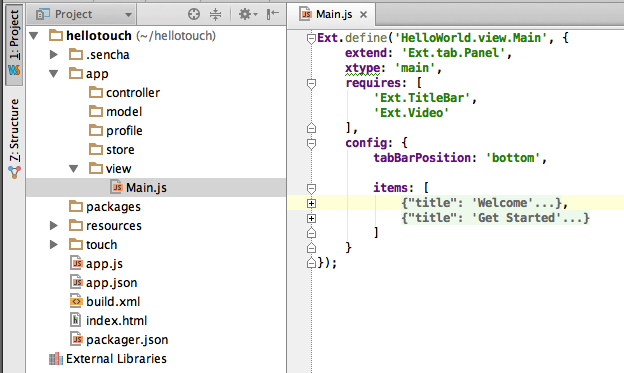 1: Project
Z: Structure
Project
hellotouch (~/hellotouch)
.sencha
app
controller
model
profile
store
view
Main.js
packages
resources
touch
app.js
app.json
build.xml
index.html
packager.json
External Libraries
Main.js
Ext.define('HelloWorld.view.Main', {
extend: 'Ext.tab.Panel',
xtype: 'main',
requires: [
'Ext.TitleBar',
'Ext.Video'
],
config: {
tabBarPosition: 'bottom',
items: [
{"title": 'Welcome'...},
{"title": 'Get Started'...}
]
}
});